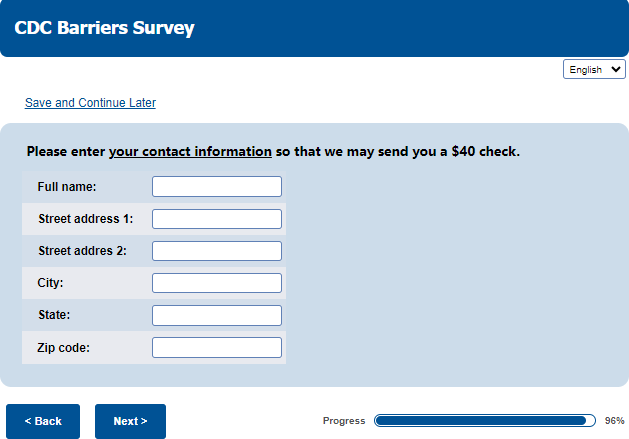 CDC Barriers Survey
English
Save and Continue Later
Please enter your contact information so that we may send you a $40 check.
Full name:
Street address 1:
Street addres 2:
City:
State:
Zip code:
< Back
Next >
Progress
96%